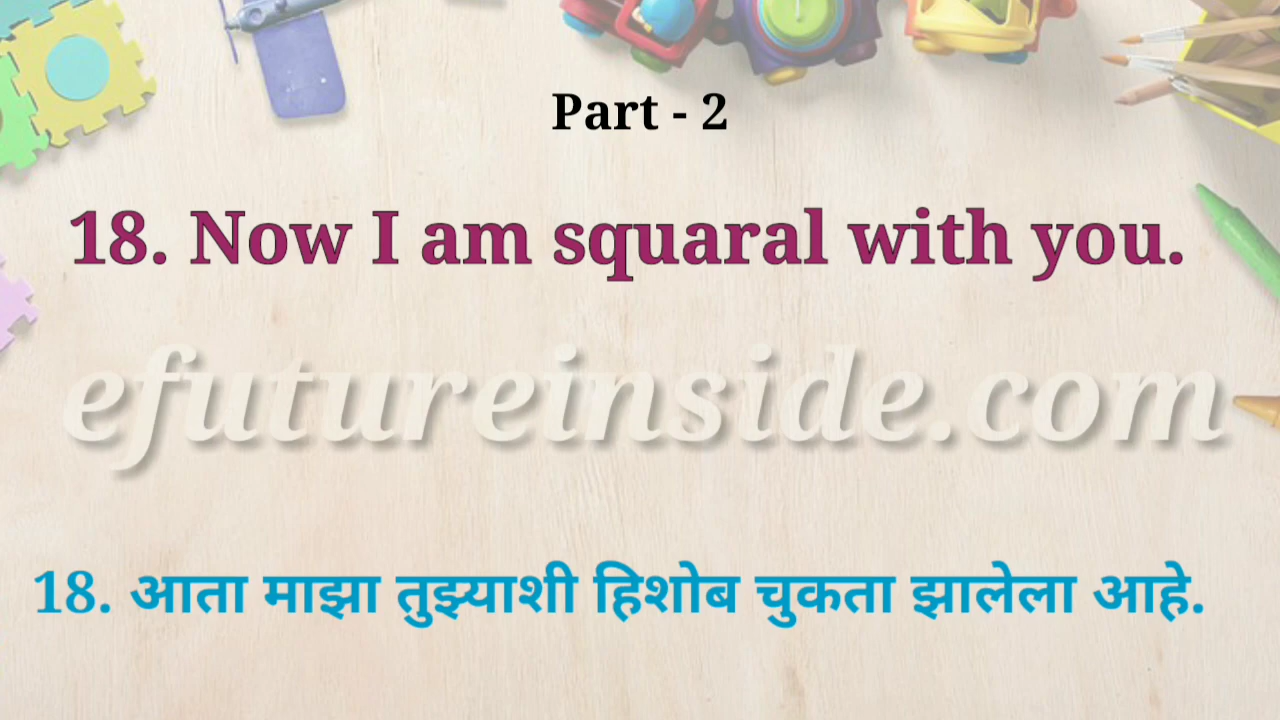 Part - 2
18. Now I am squaral with you.
efutureinside.com
18. आता माझा तुझ्याशी हिशोब चुकता झालेला आहे.